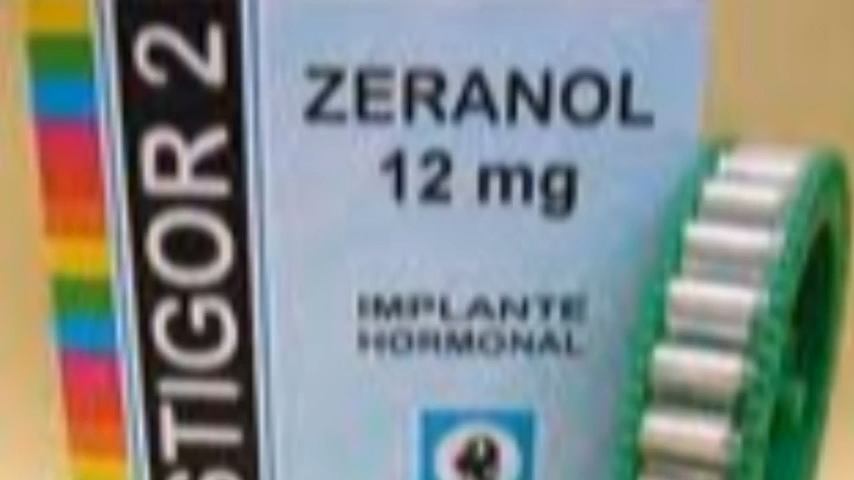 STIGOR 2
ZERANOL
12 mg
IMPLANTE
HORMONAL